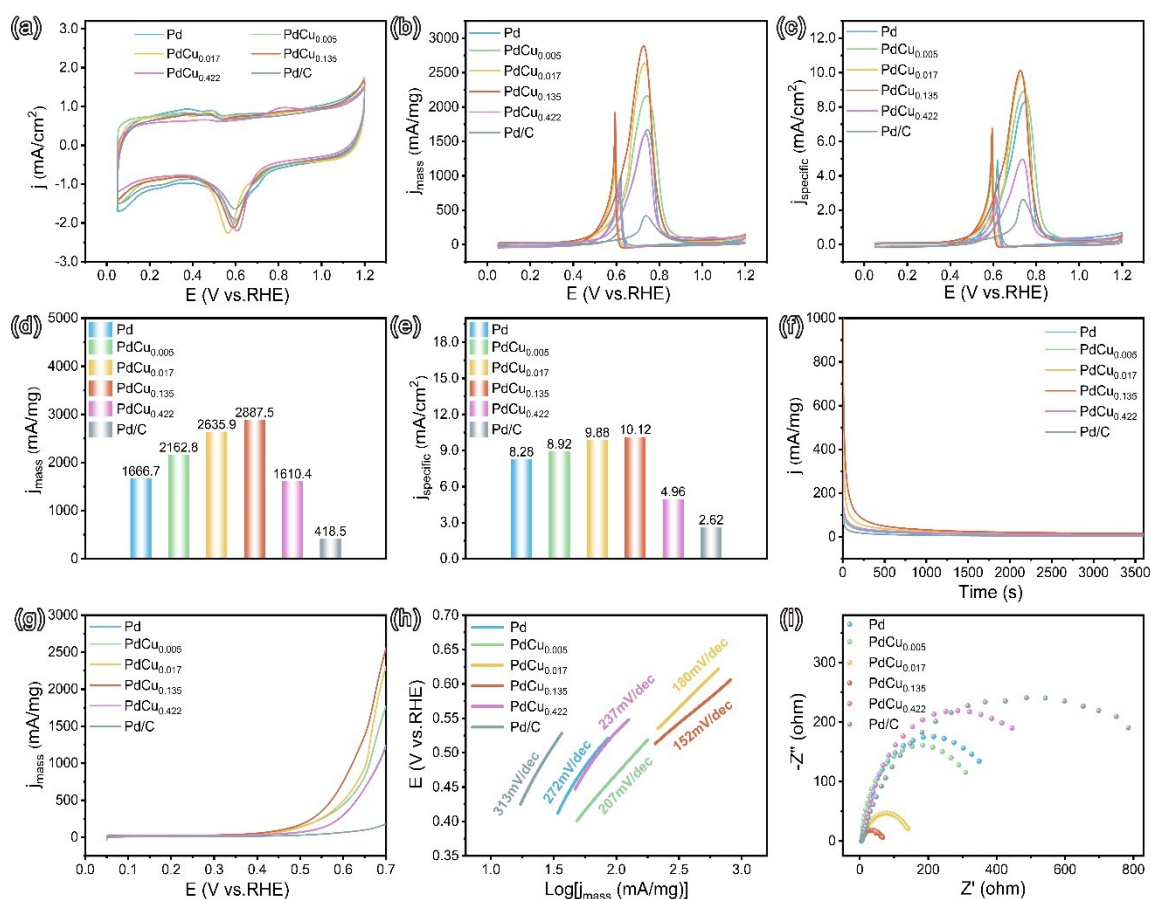 (a)
Pd
PdCu0.005
PdCu0.017
PdCu0.135
PdCu0.422
Pd/C
j (mA/cm²)
3.0
2.0
1.0
0.0
-1.0
-2.0
-3.0
0.0 0.2 0.4 0.6 0.8 1.0 1.2
E (V vs.RHE)
(b)
Pd
PdCu0.005
PdCu0.017
PdCu0.135
PdCu0.422
Pd/C
jmass (mA/mg)
3000
2500
2000
1500
1000
500
0
0.0 0.2 0.4 0.6 0.8 1.0 1.2
E (V vs.RHE)
(c)
Pd
PdCu0.005
PdCu0.017
PdCu0.135
PdCu0.422
Pd/C
jspecific (mA/cm²)
12.0
10.0
8.0
6.0
4.0
2.0
0.0
0.0 0.2 0.4 0.6 0.8 1.0 1.2
E (V vs.RHE)
(d)
Pd
PdCu0.005
PdCu0.017
PdCu0.135
PdCu0.422
Pd/C
jmass (mA/mg)
5000
4000
3000
2000
1000
0
1666.7
2162.8
2635.9
2887.5
1610.4
418.5
(e)
Pd
PdCu0.005
PdCu0.017
PdCu0.135
PdCu0.422
Pd/C
jspecific (mA/cm²)
18.0
15.0
12.0
9.0
6.0
3.0
0.0
8.28
8.92
9.88
10.12
4.96
2.62
(f)
Pd
PdCu0.005
PdCu0.017
PdCu0.135
PdCu0.422
Pd/C
j (mA/mg)
1000
800
600
400
200
0
0 500 1000 1500 2000 2500 3000 3500
Time (s)
(g)
Pd
PdCu0.005
PdCu0.017
PdCu0.135
PdCu0.422
Pd/C
jmass (mA/mg)
3000
2500
2000
1500
1000
500
0
0.0 0.1 0.2 0.3 0.4 0.5 0.6 0.7
E (V vs.RHE)
(h)
Pd
PdCu0.005
PdCu0.017
PdCu0.135
PdCu0.422
Pd/C
E (V vs.RHE)
0.70
0.65
0.60
0.55
0.50
0.45
0.40
0.35
313mV/dec
272mV/dec
237mV/dec
207mV/dec
180mV/dec
152mV/dec
1.0 1.5 2.0 2.5 3.0
Log[jmass (mA/mg)]
(i)
Pd
PdCu0.005
PdCu0.017
PdCu0.135
PdCu0.422
Pd/C
-Z'' (ohm)
300
200
100
0
0 200 400 600 800
Z' (ohm)